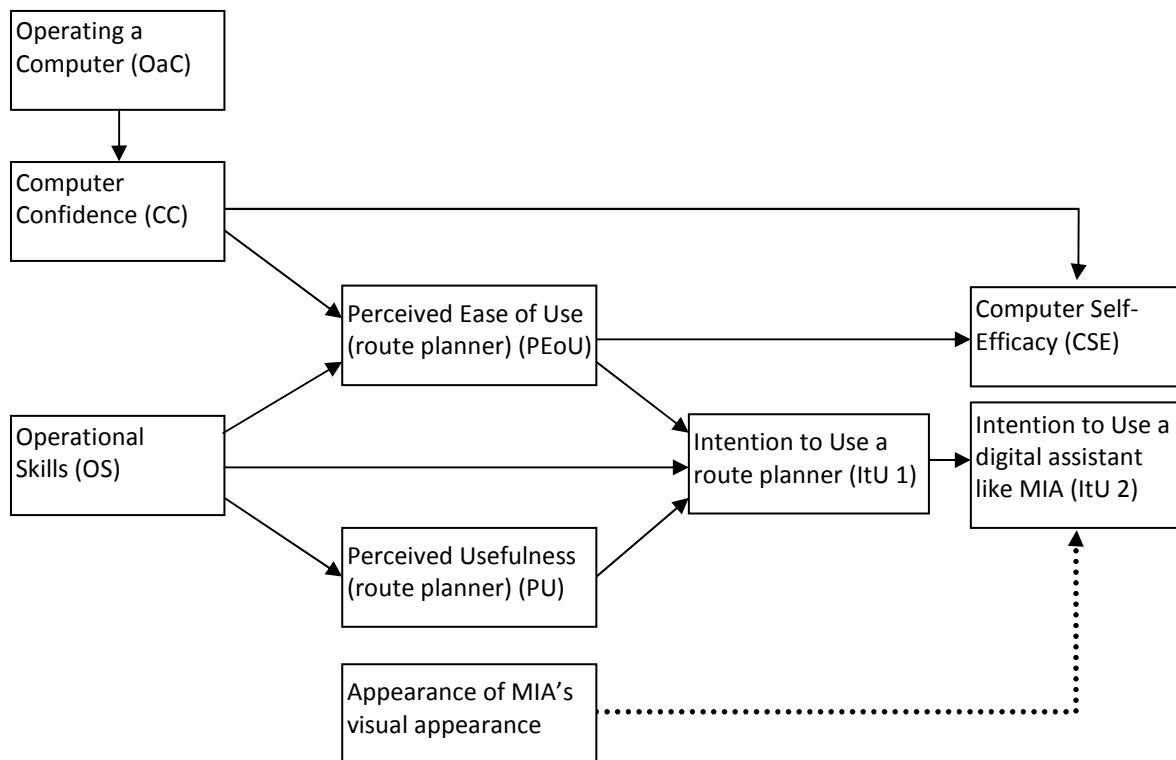 Operating a
Computer (OaC)
Computer
Confidence (CC)
Perceived Ease of Use
(route planner) (PEoU)
Computer Self-
Efficacy (CSE)
Operational
Skills (OS)
Intention to Use a
route planner (ItU 1)
Intention to Use a
digital assistant
like MIA (ItU 2)
Perceived Usefulness
(route planner) (PU)
Appearance of MIA’s
visual appearance